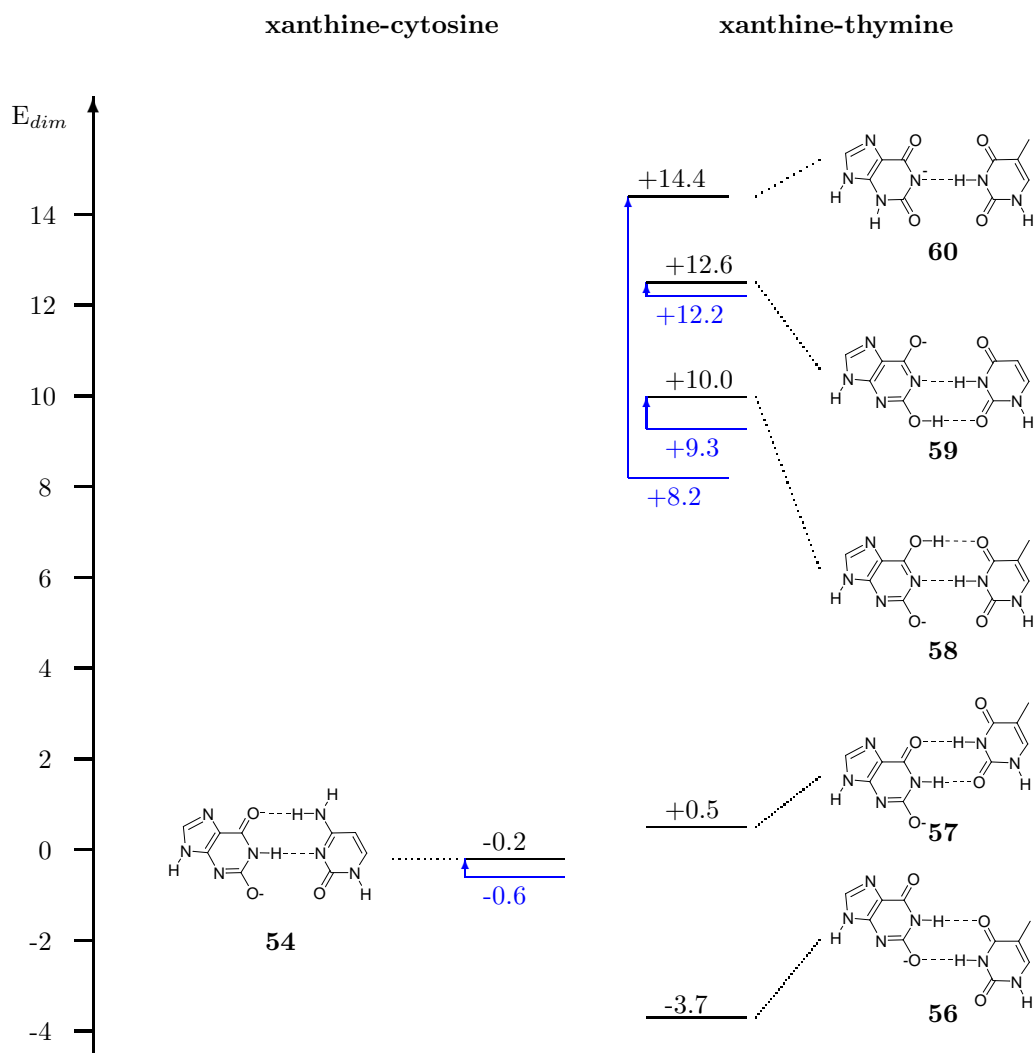 xanthine-cytosine
xanthine-thymine
E_dim
14
12
10
8
6
4
2
0
-2
-4
-0.2
-0.6
54
+14.4
+12.6
+12.2
+10.0
+9.3
+8.2
+0.5
-3.7
N O O
N N - H N
H N O O N
H H
60
N O- O
N N H N
H N O H O N
H
59
N O H O
N N H N
H N O- O N
H
58
O
N O H N
N N H O N
H N O- H
57
N O
N N H O
H N -O H N
O N
H
56
H
N O H N H
N N H N
H N O- O N
H